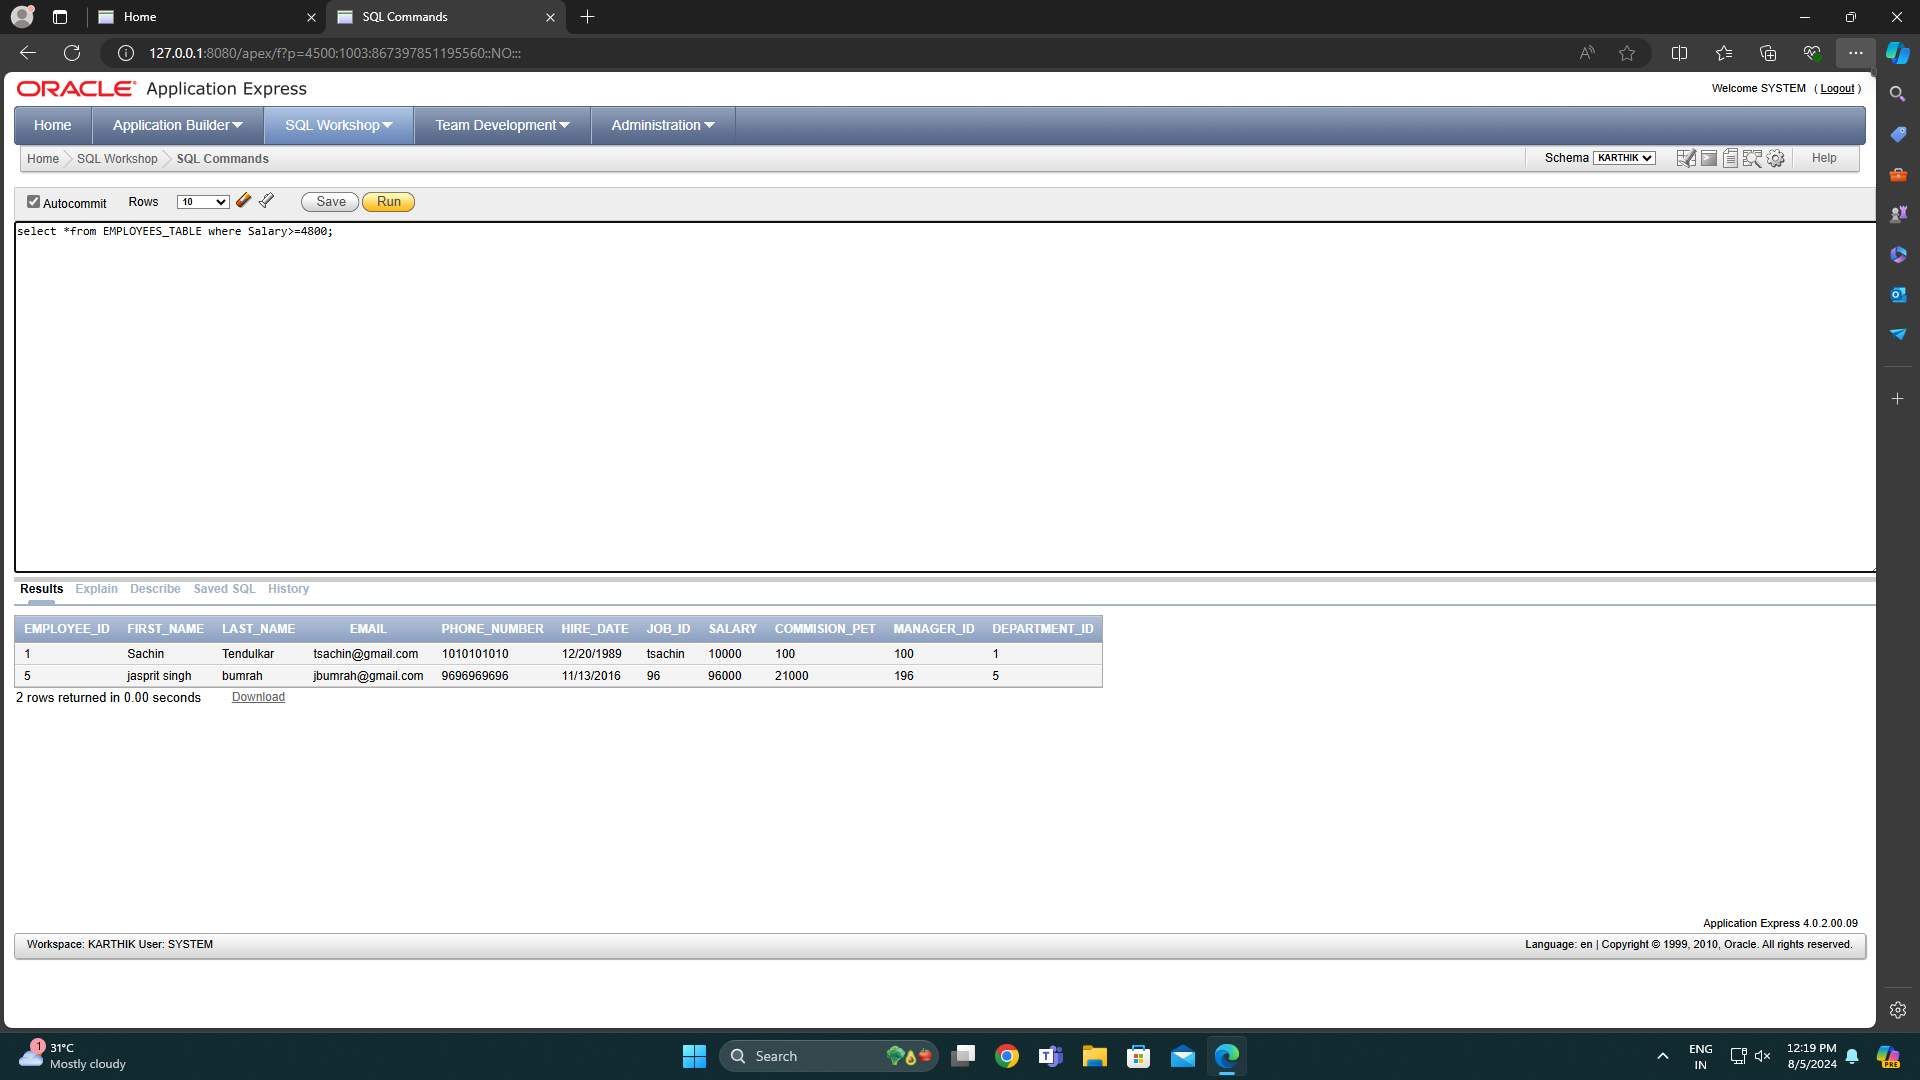 Home
SQL Commands
127.0.0.1:8080/apex/f?p=4500:1003:867397851195560::NO:::
ORACLE Application Express
Welcome SYSTEM ( Logout )
Home Application Builder SQL Workshop Team Development Administration
Home SQL Workshop SQL Commands
Schema KARTHIK Help
Autocommit Rows 10 Save Run
select *from EMPLOYEES_TABLE where Salary>=4800;
Results Explain Describe Saved SQL History
EMPLOYEE_ID FIRST_NAME LAST_NAME EMAIL PHONE_NUMBER HIRE_DATE JOB_ID SALARY COMMISION_PET MANAGER_ID DEPARTMENT_ID
1 Sachin Tendulkar tsachin@gmail.com 1010101010 12/20/1989 tsachin 10000 100 100 1
5 jasprit singh bumrah jbumrah@gmail.com 9696969696 11/13/2016 96 96000 21000 196 5
2 rows returned in 0.00 seconds Download
Application Express 4.0.2.00.09
Workspace: KARTHIK User: SYSTEM
Language: en | Copyright © 1999, 2010, Oracle. All rights reserved.
1
31°C
Mostly cloudy
Search
ENG
IN
12:19 PM
8/5/2024
PRE